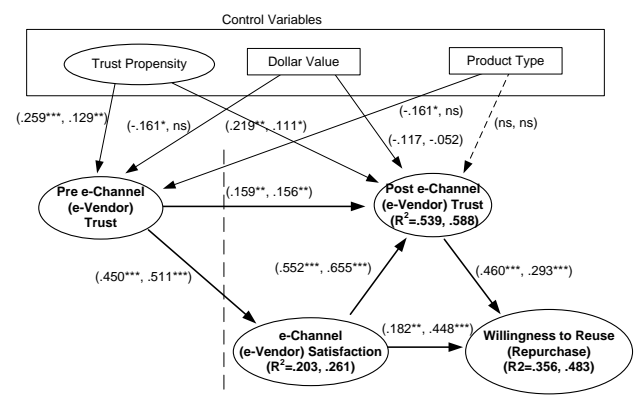 Control Variables
Trust Propensity
Dollar Value
Product Type
(.259***, .129**)
(-.161*, ns)
(.219**, .111*)
(-.161*, ns)
(ns, ns)
(-.117, -.052)
Pre e-Channel
(e-Vendor)
Trust
(.159**, .156**)
Post e-Channel
(e-Vendor) Trust
(R²=.539, .588)
(.450***, .511***)
(.552***, .655***)
(.460***, .293***)
e-Channel
(e-Vendor) Satisfaction
(R²=.203, .261)
(.182**, .448***)
Willingness to Reuse
(Repurchase)
(R2=.356, .483)